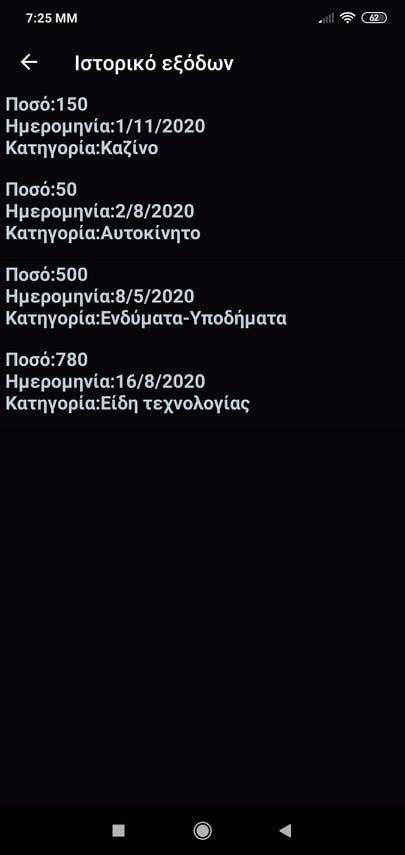 7:25 ΜΜ
62
Ιστορικό εξόδων
Ποσό:150
Ημερομηνία:1/11/2020
Κατηγορία:Καζίνο
Ποσό:50
Ημερομηνία:2/8/2020
Κατηγορία:Αυτοκίνητο
Ποσό:500
Ημερομηνία:8/5/2020
Κατηγορία:Ενδύματα-Υποδήματα
Ποσό:780
Ημερομηνία:16/8/2020
Κατηγορία:Είδη τεχνολογίας